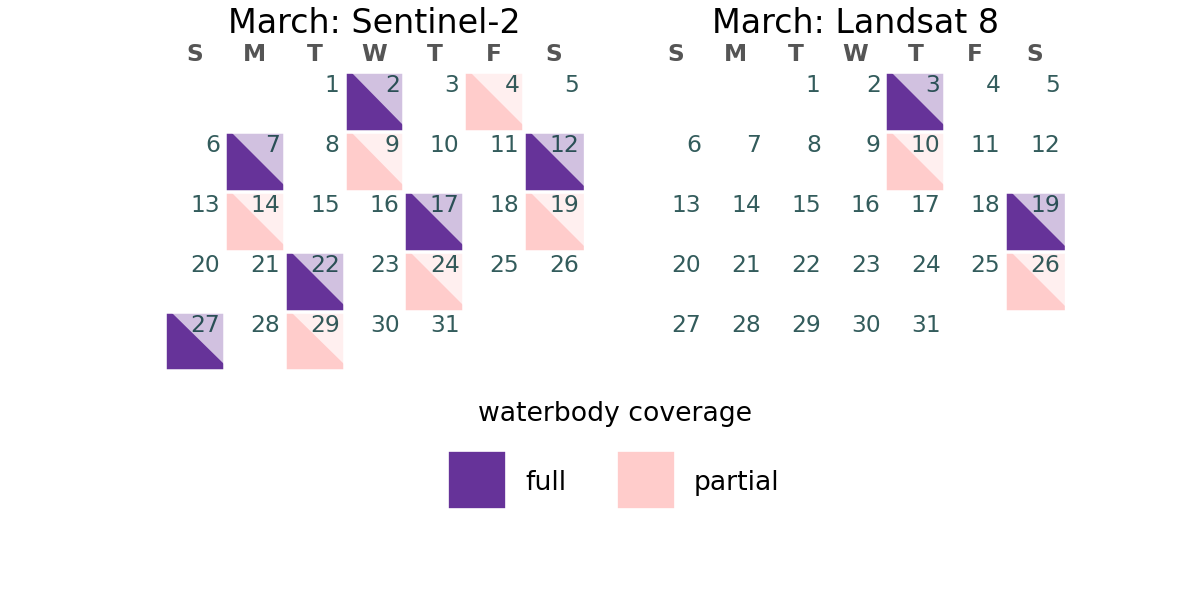 March: Sentinel-2
S M T W T F S
1 2 3 4 5
6 7 8 9 10 11 12
13 14 15 16 17 18 19
20 21 22 23 24 25 26
27 28 29 30 31
March: Landsat 8
S M T W T F S
1 2 3 4 5
6 7 8 9 10 11 12
13 14 15 16 17 18 19
20 21 22 23 24 25 26
27 28 29 30 31
waterbody coverage
full partial